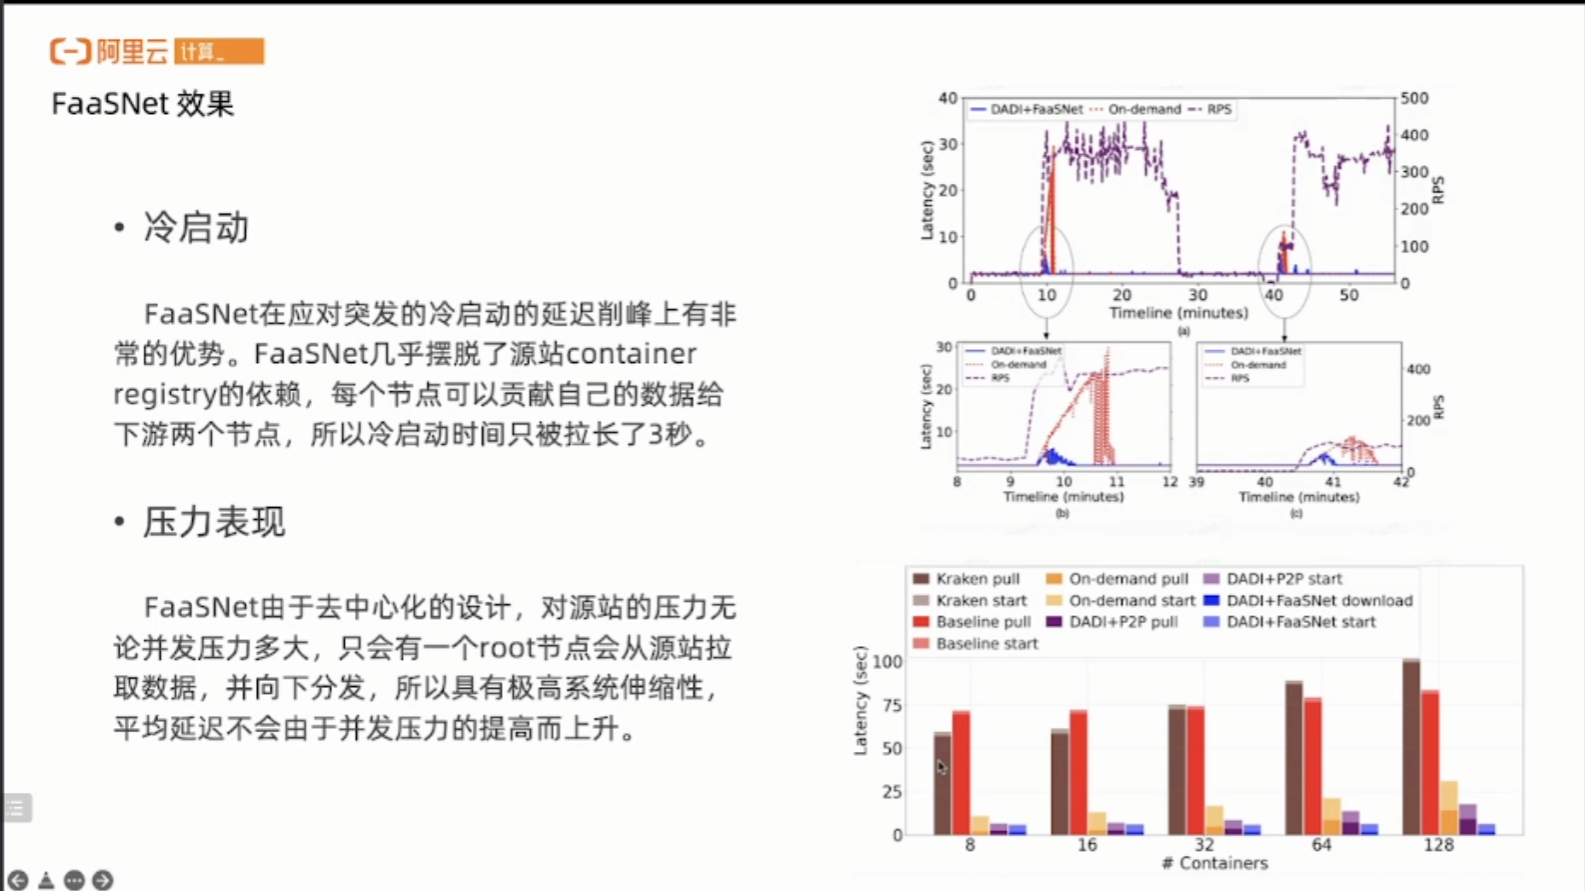 阿里云 计算_
FaaSNet 效果
• 冷启动
FaaSNet在应对突发的冷启动的延迟削峰上有非
常的优势。FaaSNet几乎摆脱了源站container
registry的依赖，每个节点可以贡献自己的数据给
下游两个节点，所以冷启动时间只被拉长了3秒。
• 压力表现
FaaSNet由于去中心化的设计，对源站的压力无
论并发压力多大，只会有一个root节点会从源站拉
取数据，并向下分发，所以具有极高系统伸缩性，
平均延迟不会由于并发压力的提高而上升。
DADI+FaaSNet On-demand RPS
Latency (sec)
40
30
20
10
0
500
400
300
200
100
0
RPS
0 10 20 30 40 50
Timeline (minutes)
(a)
DADI+FaaSNet
On-demand
RPS
Latency (sec)
30
20
10
8 9 10 11 12
Timeline (minutes)
(b)
DADI+FaaSNet
On-demand
RPS
400
200
0
RPS
39 40 41 42
Timeline (minutes)
(c)
Kraken pull On-demand pull DADI+P2P start
Kraken start On-demand start DADI+FaaSNet download
Baseline pull DADI+P2P pull DADI+FaaSNet start
Baseline start
Latency (sec)
100
75
50
25
0
8 16 32 64 128
# Containers